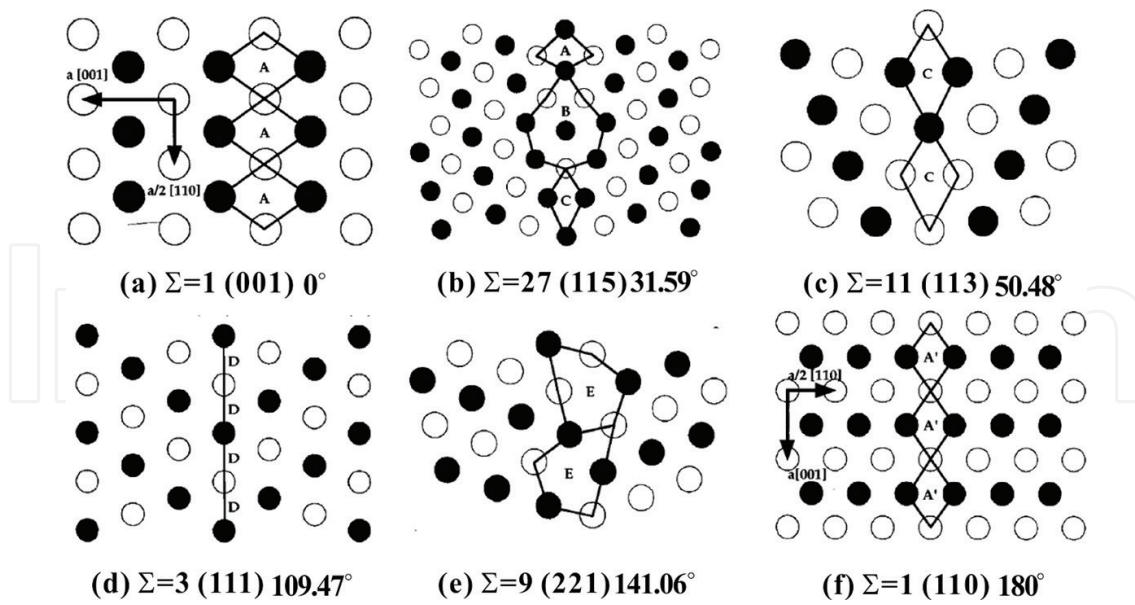 A
A
A
a [001]
a/2 [110]
(a) Σ=1 (001) 0°
A
B
C
(b) Σ=27 (115) 31.59°
C
C
(c) Σ=11 (113) 50.48°
D
D
D
D
(d) Σ=3 (111) 109.47°
E
E
(e) Σ=9 (221) 141.06°
A'
A'
A'
a/2 [110]
a[001]
(f) Σ=1 (110) 180°